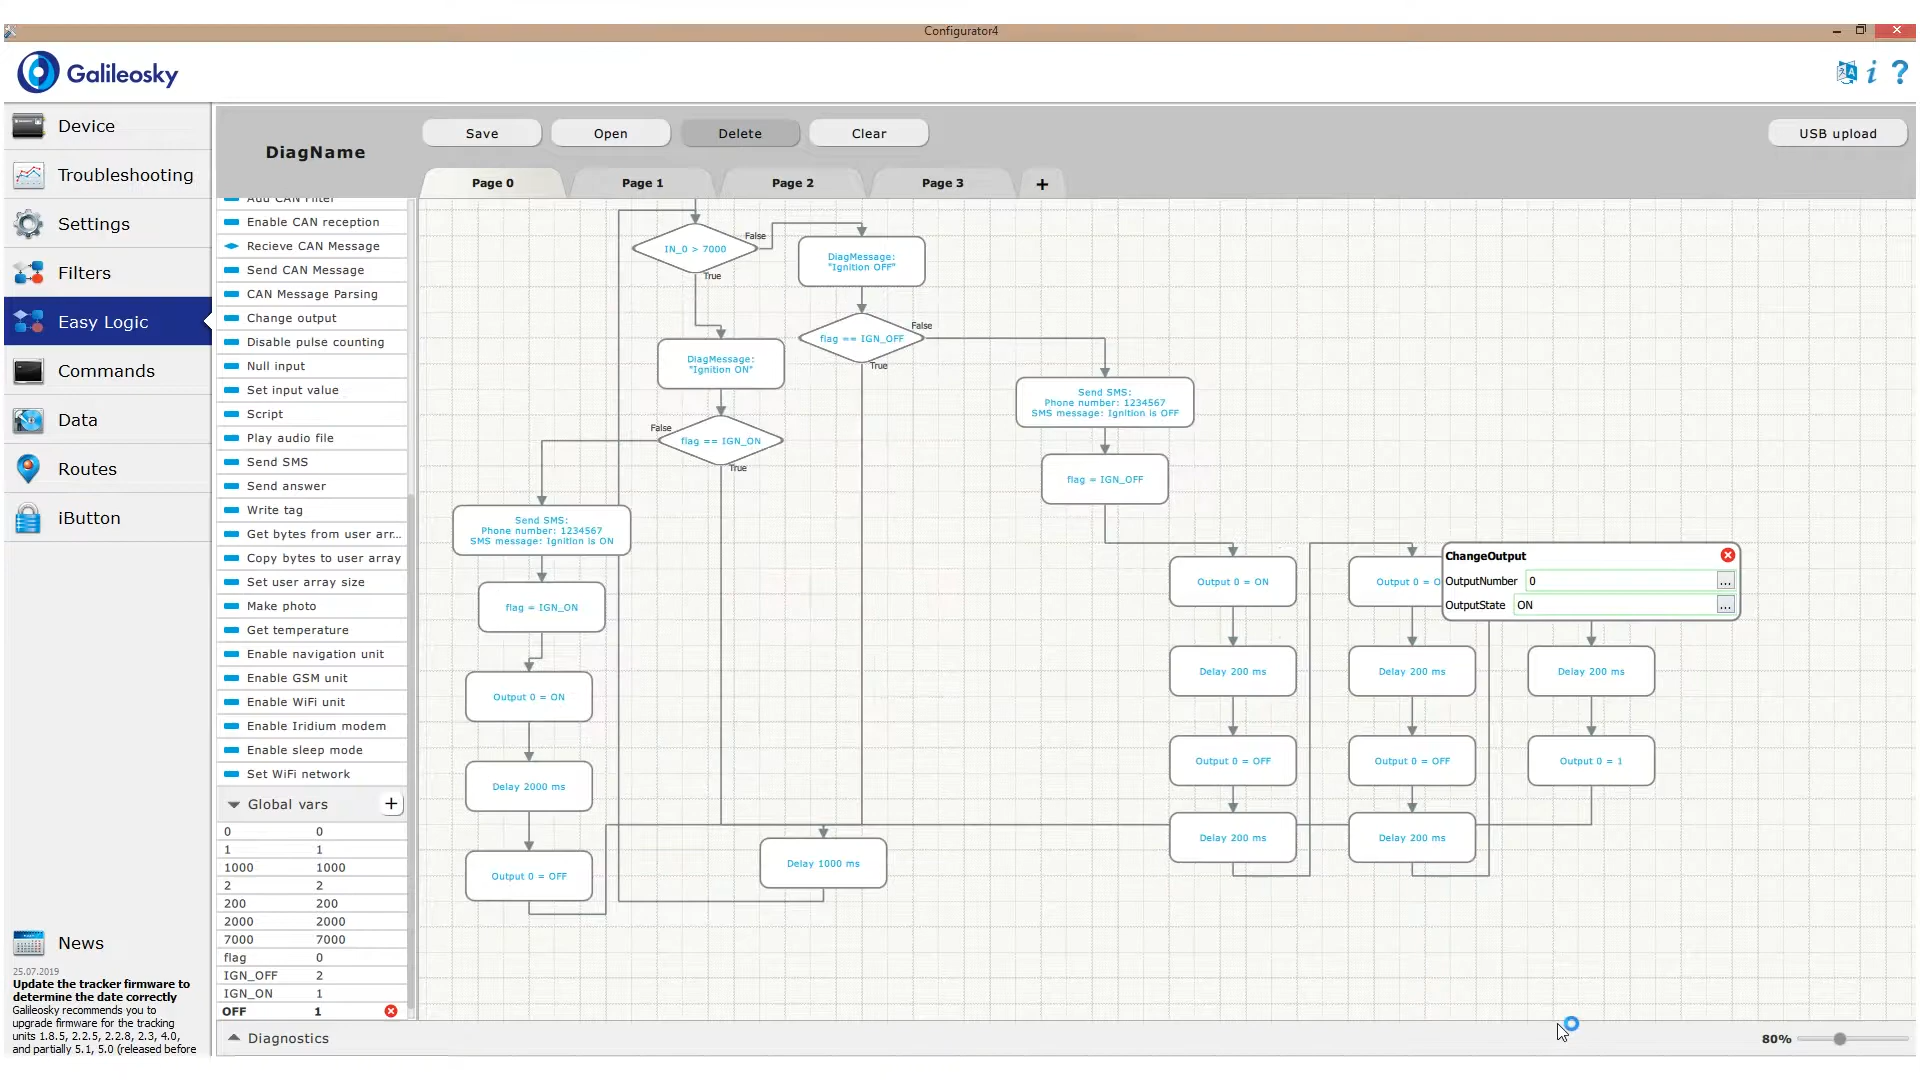 Configurator4
Galileosky
Device
Troubleshooting
Settings
Filters
Easy Logic
Commands
Data
Routes
iButton
News
25.07.2019
Update the tracker firmware to
determine the date correctly
Galileosky recommends you to
upgrade firmware for the tracking
units 1.8.5, 2.2.5, 2.2.8, 2.3, 4.0,
and partially 5.1, 5.0 (released before
DiagName
Save
Open
Delete
Clear
USB upload
Page 0
Page 1
Page 2
Page 3
+
Add CAN Filter
Enable CAN reception
Recieve CAN Message
Send CAN Message
CAN Message Parsing
Change output
Disable pulse counting
Null input
Set input value
Script
Play audio file
Send SMS
Send answer
Write tag
Get bytes from user arr...
Copy bytes to user array
Set user array size
Make photo
Get temperature
Enable navigation unit
Enable GSM unit
Enable WiFi unit
Enable Iridium modem
Enable sleep mode
Set WiFi network
Global vars +
0 0
1 1
1000 1000
2 2
200 200
2000 2000
7000 7000
flag 0
IGN_OFF 2
IGN_ON 1
OFF 1
Diagnostics
80%
IN_0 > 7000
False
True
DiagMessage:
"Ignition OFF"
flag == IGN_OFF
False
True
DiagMessage:
"Ignition ON"
flag == IGN_ON
False
True
Send SMS:
Phone number: 1234567
SMS message: Ignition is OFF
flag = IGN_OFF
Send SMS:
Phone number: 1234567
SMS message: Ignition is ON
flag = IGN_ON
Output 0 = ON
Delay 2000 ms
Output 0 = OFF
Delay 1000 ms
Output 0 = ON
Delay 200 ms
Output 0 = OFF
Delay 200 ms
Output 0 = O
Delay 200 ms
Output 0 = OFF
Delay 200 ms
ChangeOutput
OutputNumber 0 ...
OutputState ON ...
Delay 200 ms
Output 0 = 1